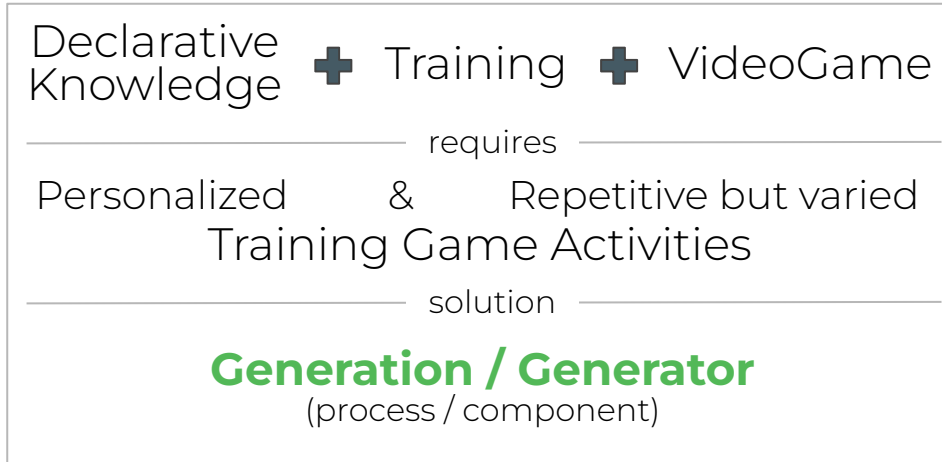 Declarative
Knowledge + Training + VideoGame
requires
Personalized & Repetitive but varied
Training Game Activities
solution
Generation / Generator
(process / component)